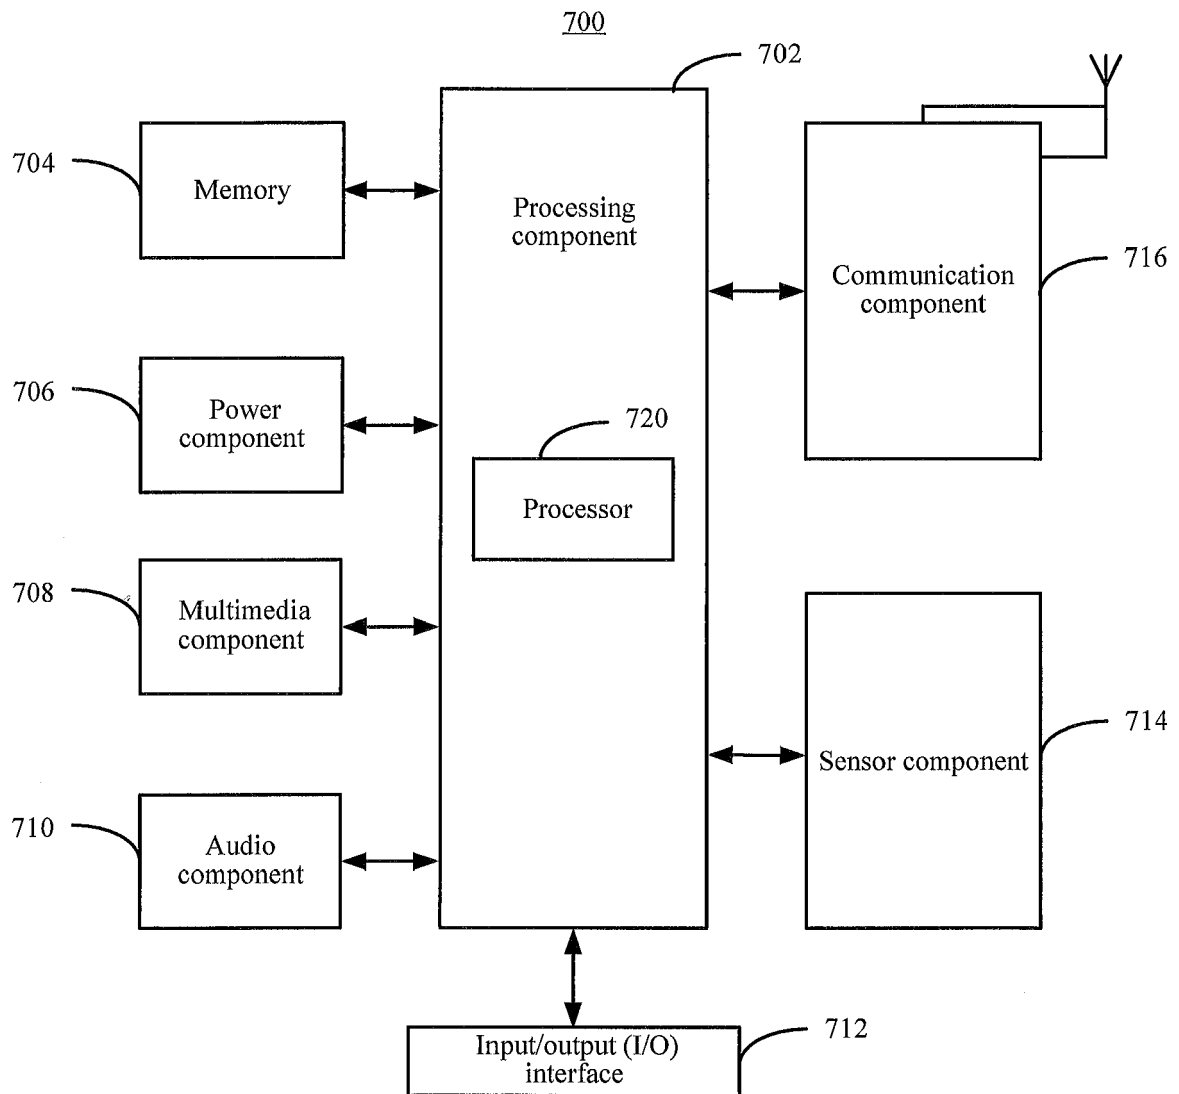 700
702
704
Memory
Processing
component
Communication
component
716
706
Power
component
720
Processor
708
Multimedia
component
714
Sensor component
710
Audio
component
712
Input/output (I/O)
interface